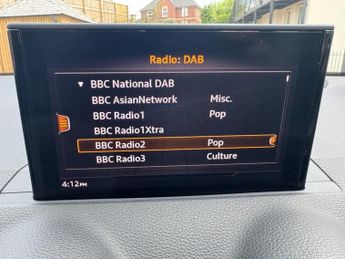 Radio: DAB
▼ BBC National DAB
BBC AsianNetwork Misc.
BBC Radio1 Pop
BBC Radio1Xtra
BBC Radio2 Pop
BBC Radio3 Culture
4:12PM